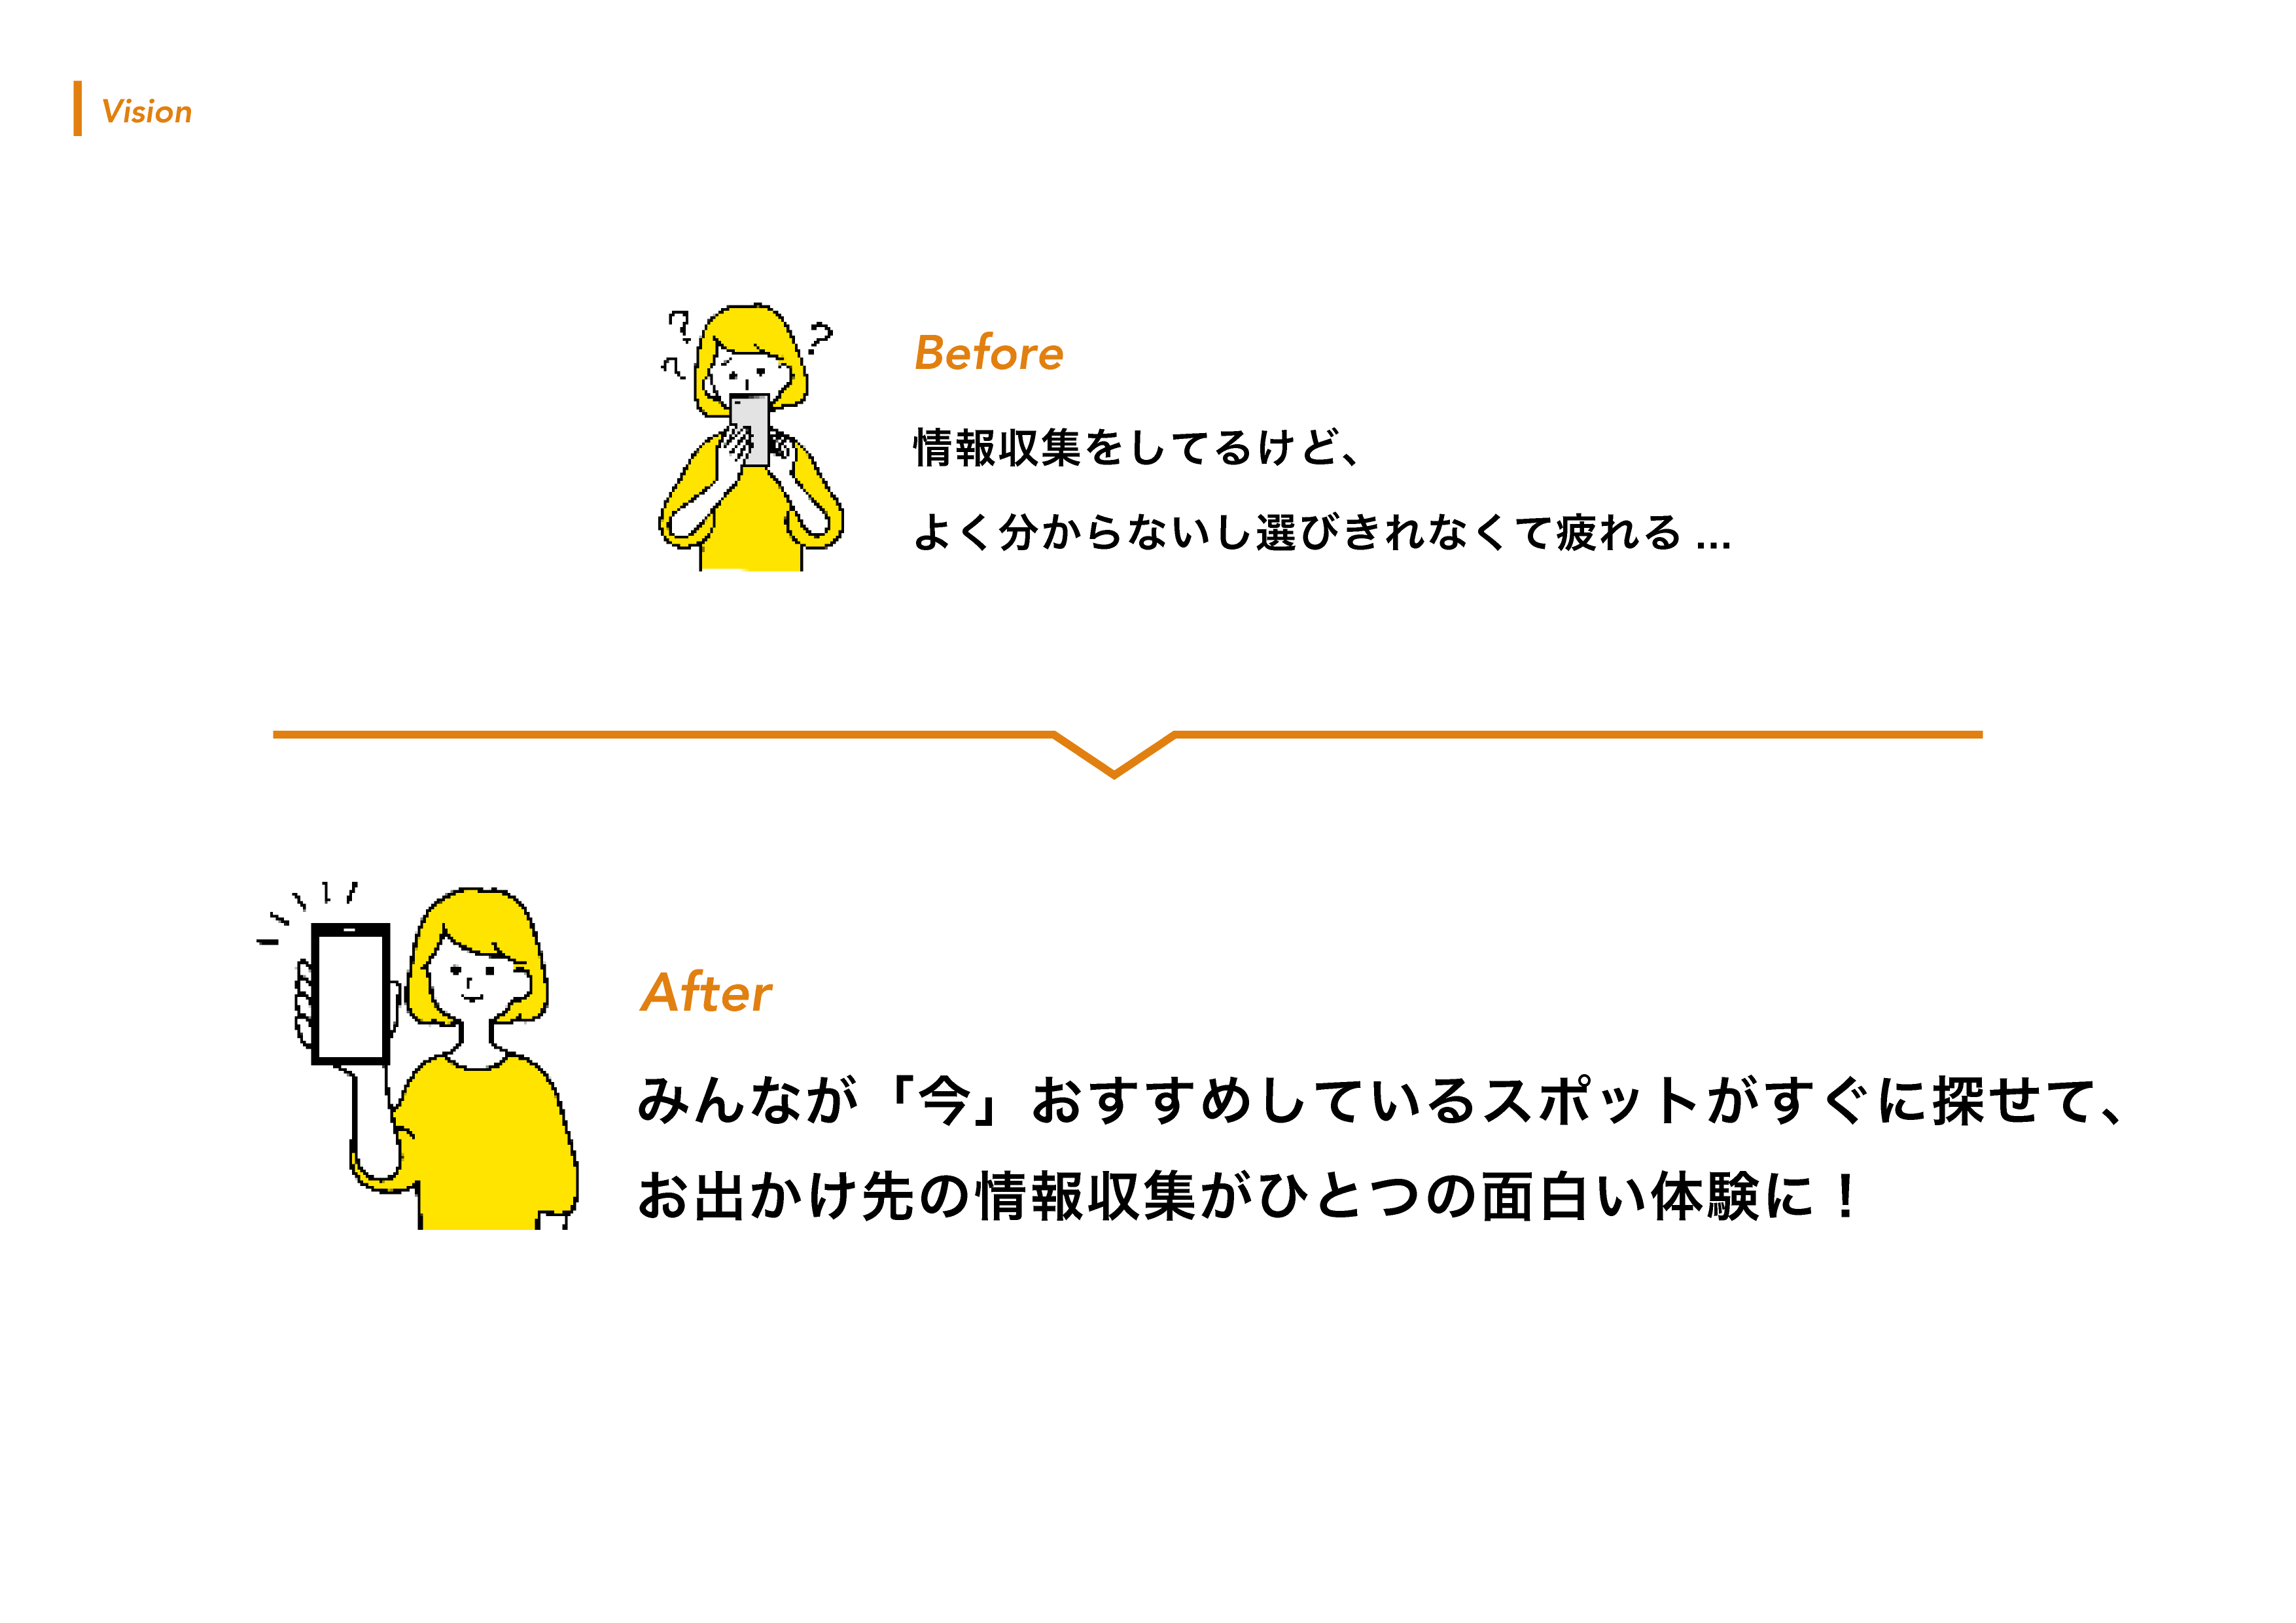 Vision
Before
情報収集をしてるけど、
よく分からないし選びきれなくて疲れる ...
After
みんなが「今」おすすめしているスポットがすぐに探せて、
お出かけ先の情報収集がひとつの面白い体験に！